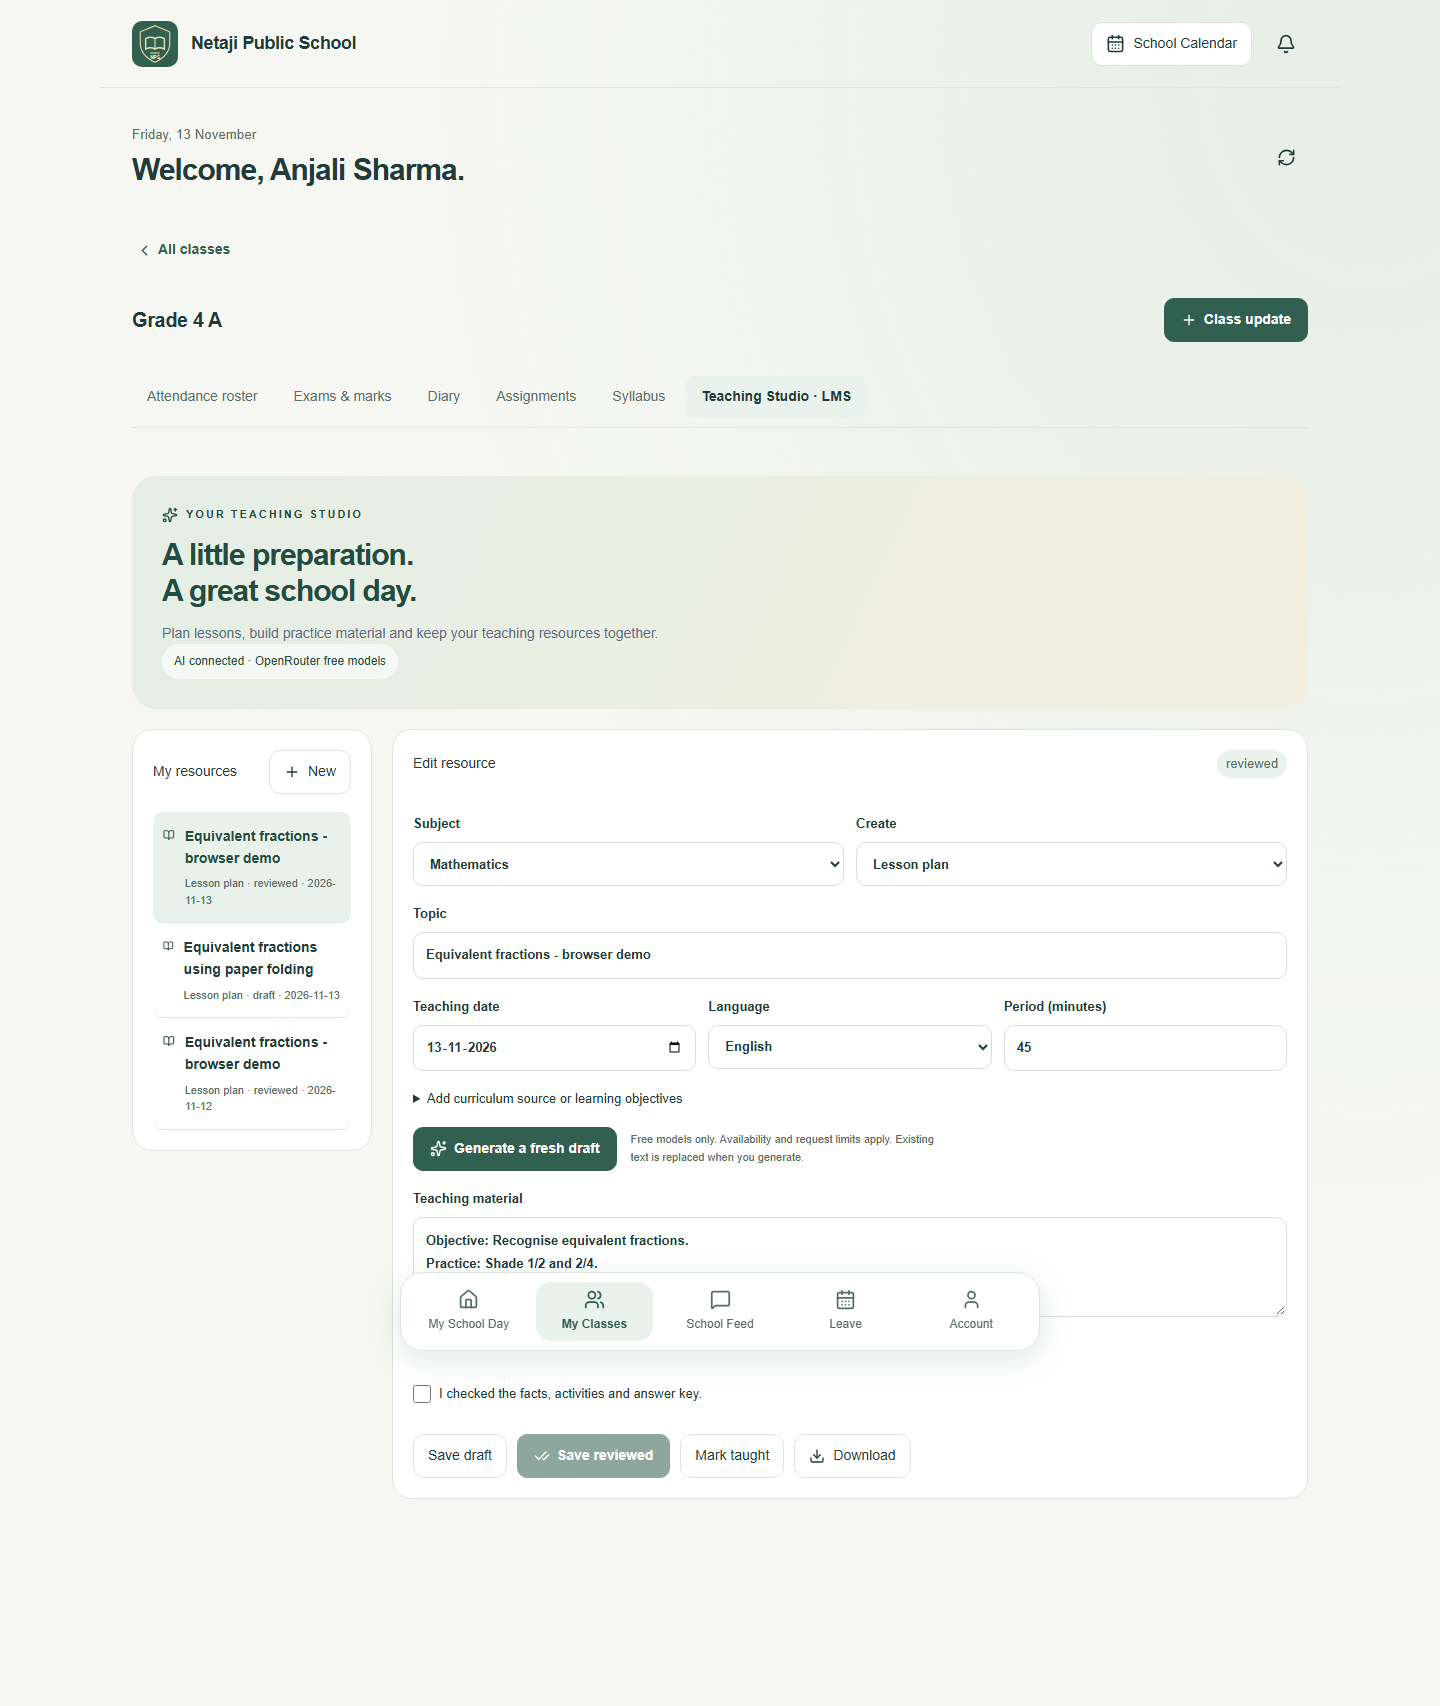 NPS
Netaji Public School
School Calendar
Friday, 13 November
Welcome, Anjali Sharma.
All classes
Grade 4 A
Class update
Attendance roster
Exams & marks
Diary
Assignments
Syllabus
Teaching Studio · LMS
YOUR TEACHING STUDIO
A little preparation.
A great school day.
Plan lessons, build practice material and keep your teaching resources together.
AI connected · OpenRouter free models
My resources
New
Equivalent fractions -
browser demo
Lesson plan · reviewed · 2026-
11-13
Equivalent fractions
using paper folding
Lesson plan · draft · 2026-11-13
Equivalent fractions -
browser demo
Lesson plan · reviewed · 2026-
11-12
Edit resource
reviewed
Subject
Create
Mathematics
Lesson plan
Topic
Equivalent fractions - browser demo
Teaching date
Language
Period (minutes)
13-11-2026
English
45
Add curriculum source or learning objectives
Generate a fresh draft
Free models only. Availability and request limits apply. Existing
text is replaced when you generate.
Teaching material
Objective: Recognise equivalent fractions.
Practice: Shade 1/2 and 2/4.
My School Day
My Classes
School Feed
Leave
Account
I checked the facts, activities and answer key.
Save draft
Save reviewed
Mark taught
Download